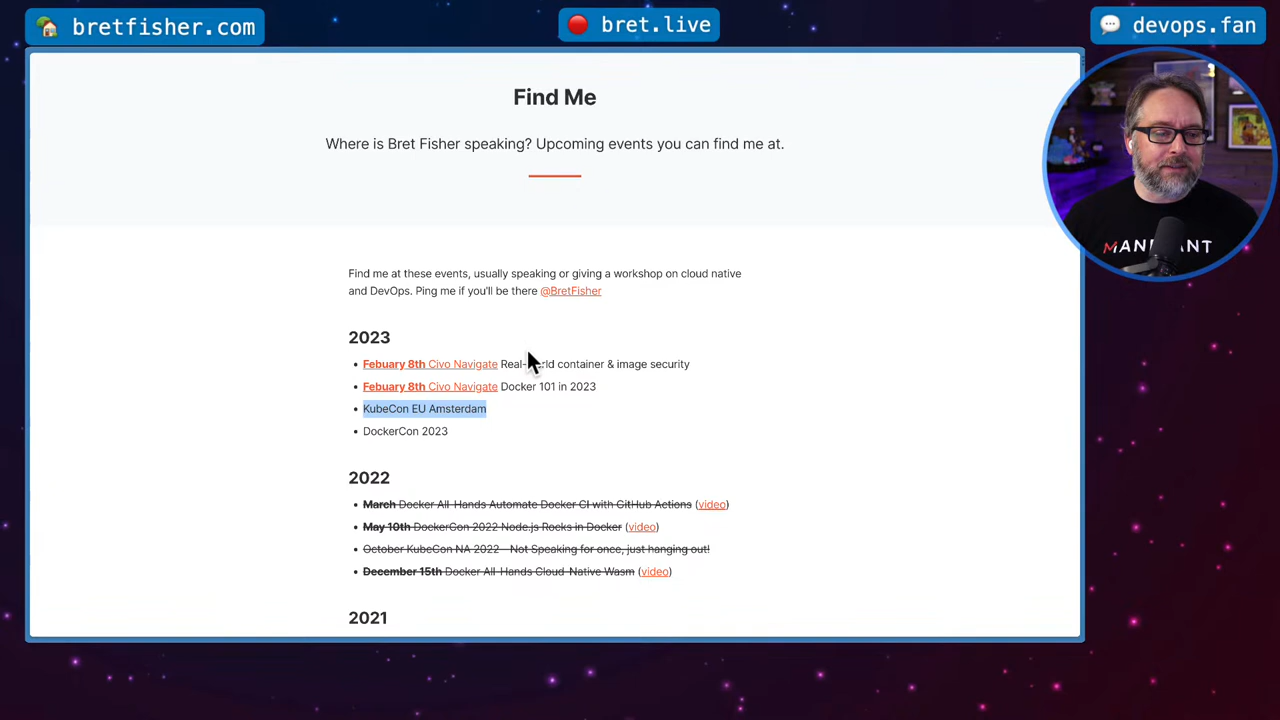 bretfisher.com
bret.live
devops.fan
Find Me
Where is Bret Fisher speaking? Upcoming events you can find me at.
Find me at these events, usually speaking or giving a workshop on cloud native
and DevOps. Ping me if you'll be there @BretFisher
2023
• Febuary 8th Civo Navigate Real-world container & image security
• Febuary 8th Civo Navigate Docker 101 in 2023
• KubeCon EU Amsterdam
• DockerCon 2023
2022
• March Docker All-Hands Automate Docker CI with GitHub Actions (video)
• May 10th DockerCon 2022 Node.js Rocks in Docker (video)
• October KubeCon NA 2022 - Not Speaking for once, just hanging out!
• December 15th Docker All-Hands Cloud-Native Wasm (video)
2021